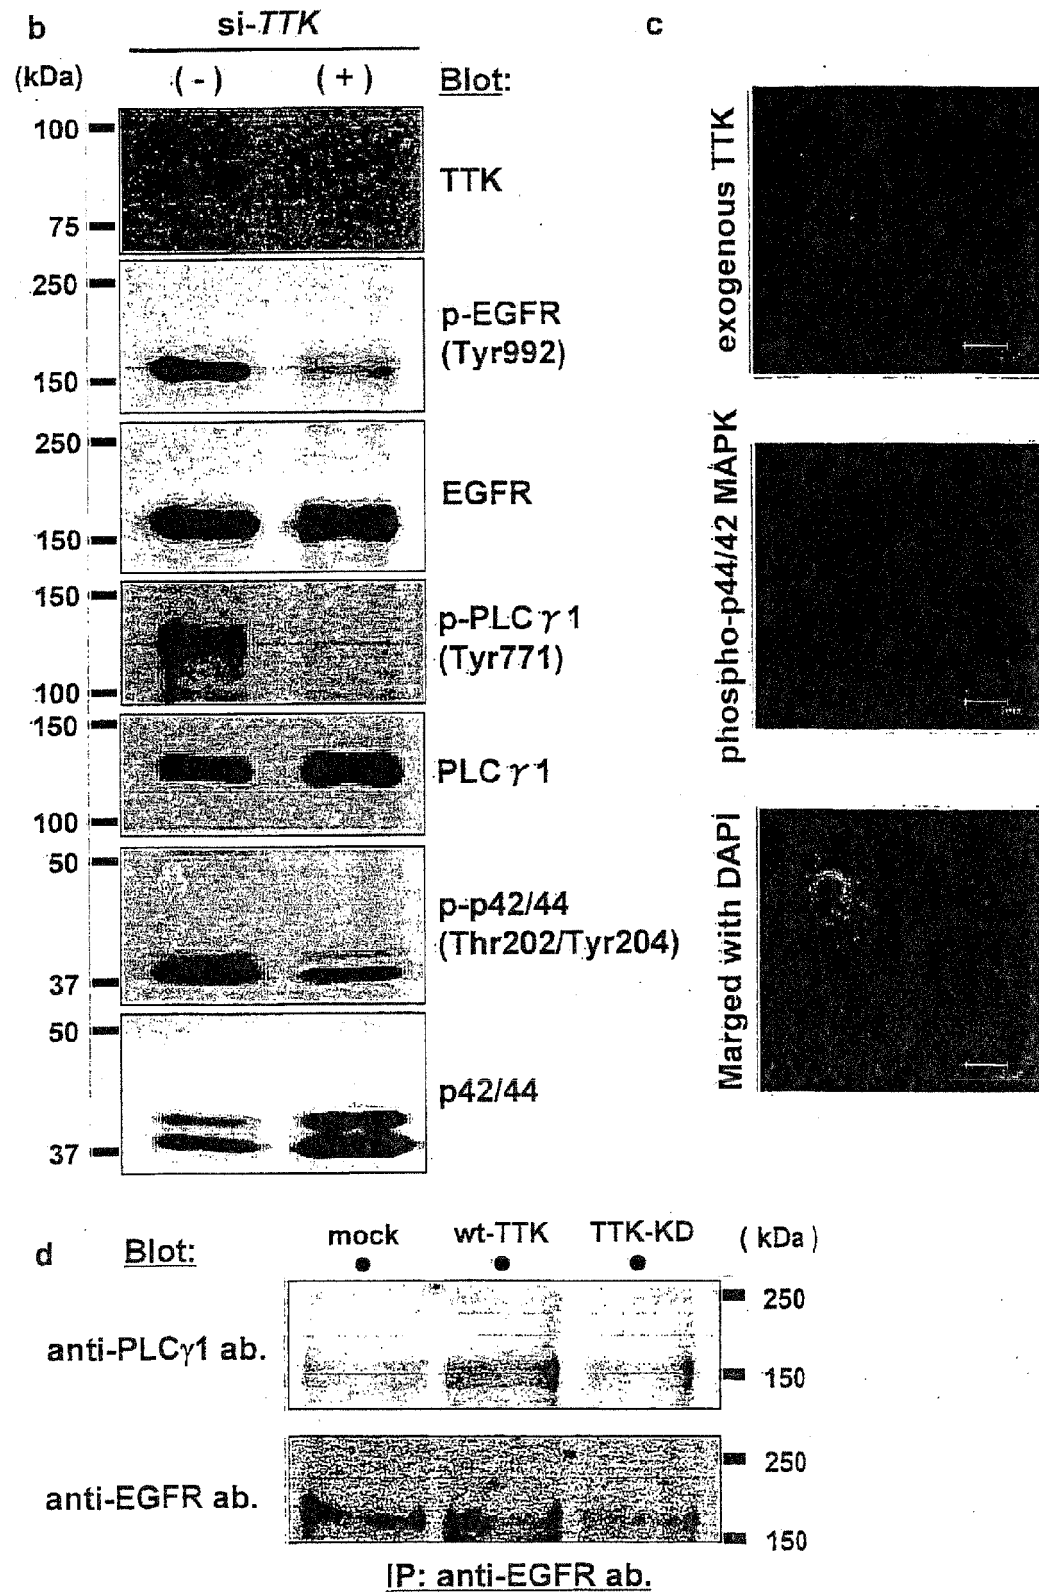 b
si-TTK
(kDa)
( - )
( + )
Blot:
100
75
TTK
250
150
p-EGFR
(Tyr992)
250
150
EGFR
150
100
p-PLCγ1
(Tyr771)
150
100
PLCγ1
50
37
p-p42/44
(Thr202/Tyr204)
50
37
p42/44
c
exogenous TTK
phospho-p44/42 MAPK
Marged with DAPI
d
Blot:
mock
wt-TTK
TTK-KD
( kDa )
anti-PLCγ1 ab.
250
150
anti-EGFR ab.
250
150
IP: anti-EGFR ab.